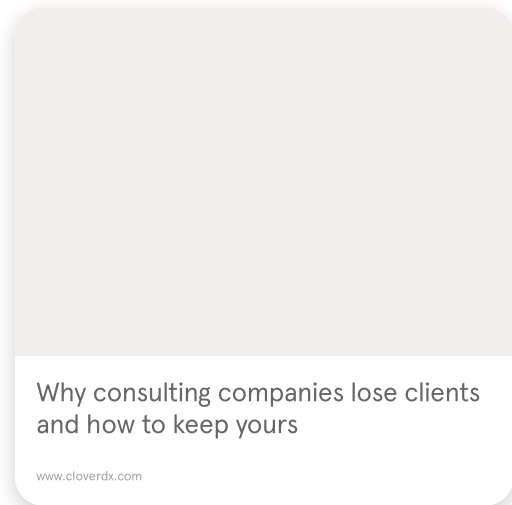 Why consulting companies lose clients
and how to keep yours
www.cloverdx.com